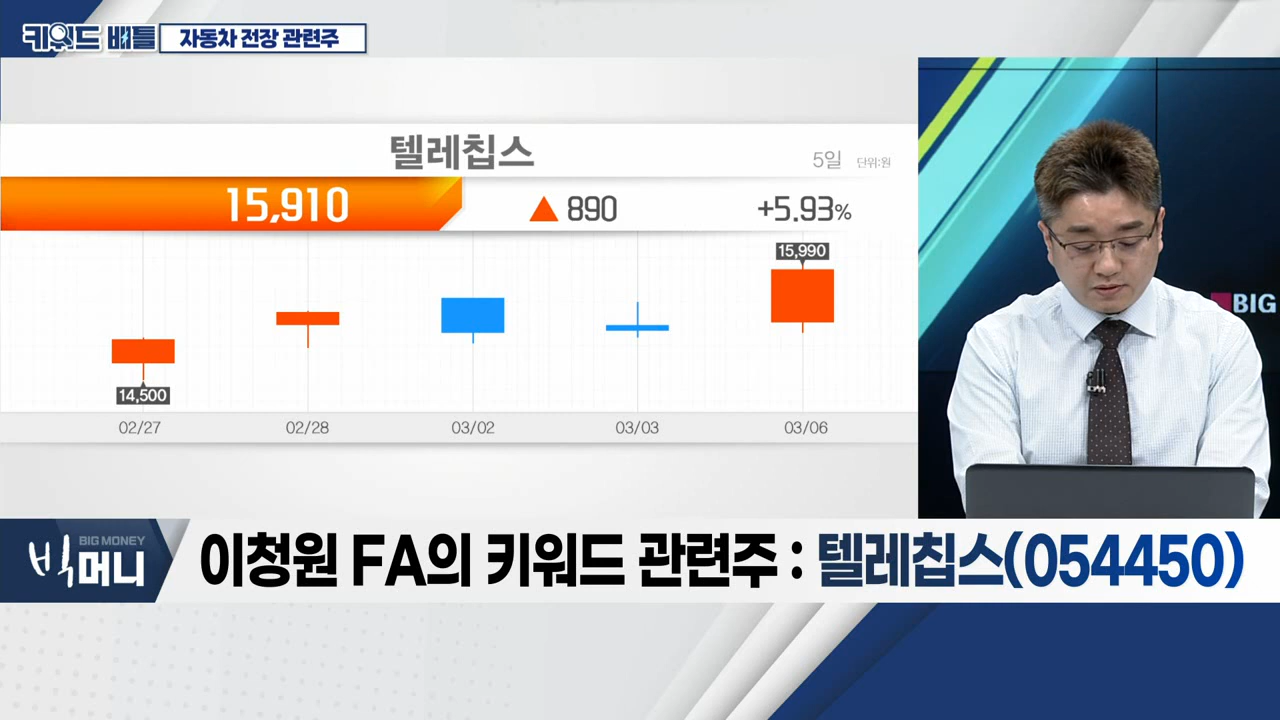 키워드 배틀 자동차 전장 관련주
텔레칩스
5일 단위:원
15,910 ▲ 890 +5.93%
15,990
14,500
02/27 02/28 03/02 03/03 03/06
BIG
BIG MONEY
빅머니
이청원 FA의 키워드 관련주 : 텔레칩스(054450)